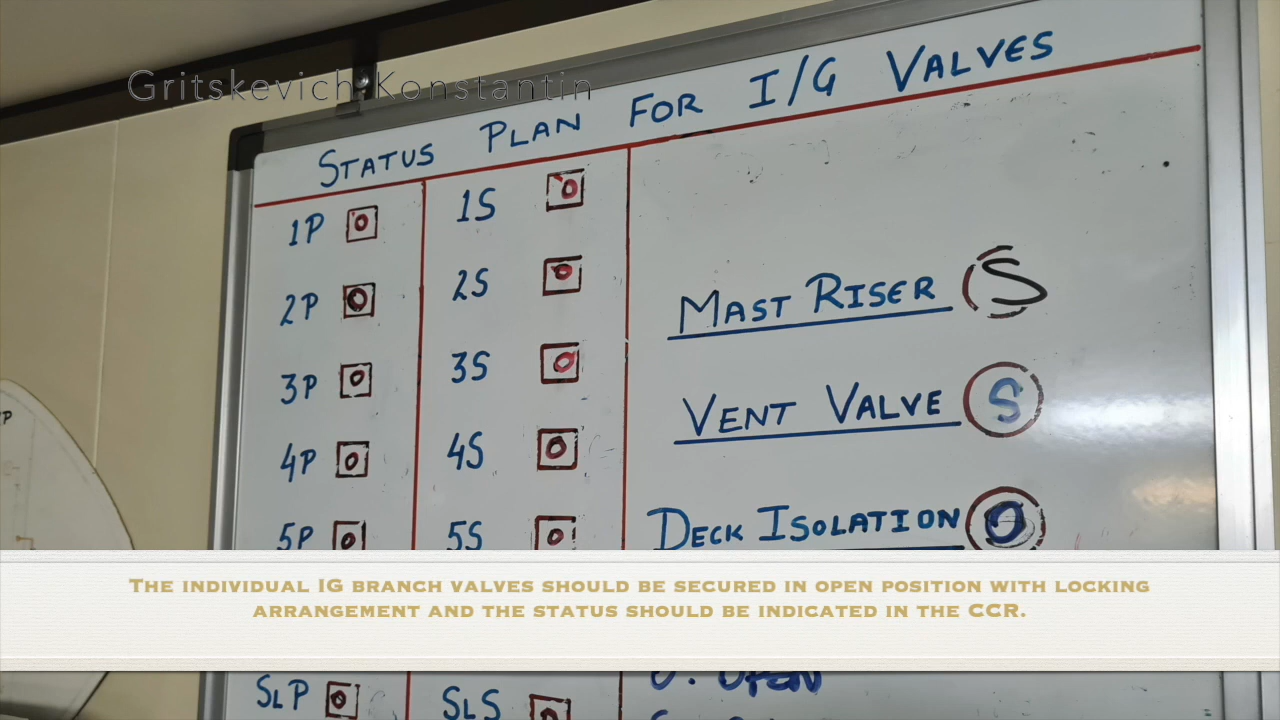 Gritskevich Konstantin
STATUS PLAN FOR I/G VALVES
1P O 1S O
2P O 2S O
3P O 3S O
4P O 4S O
5P O 5S O
SLP O SLS O
MAST RISER S
VENT VALVE S
DECK ISOLATION O
O: OPEN
P
THE INDIVIDUAL IG BRANCH VALVES SHOULD BE SECURED IN OPEN POSITION WITH LOCKING
ARRANGEMENT AND THE STATUS SHOULD BE INDICATED IN THE CCR.